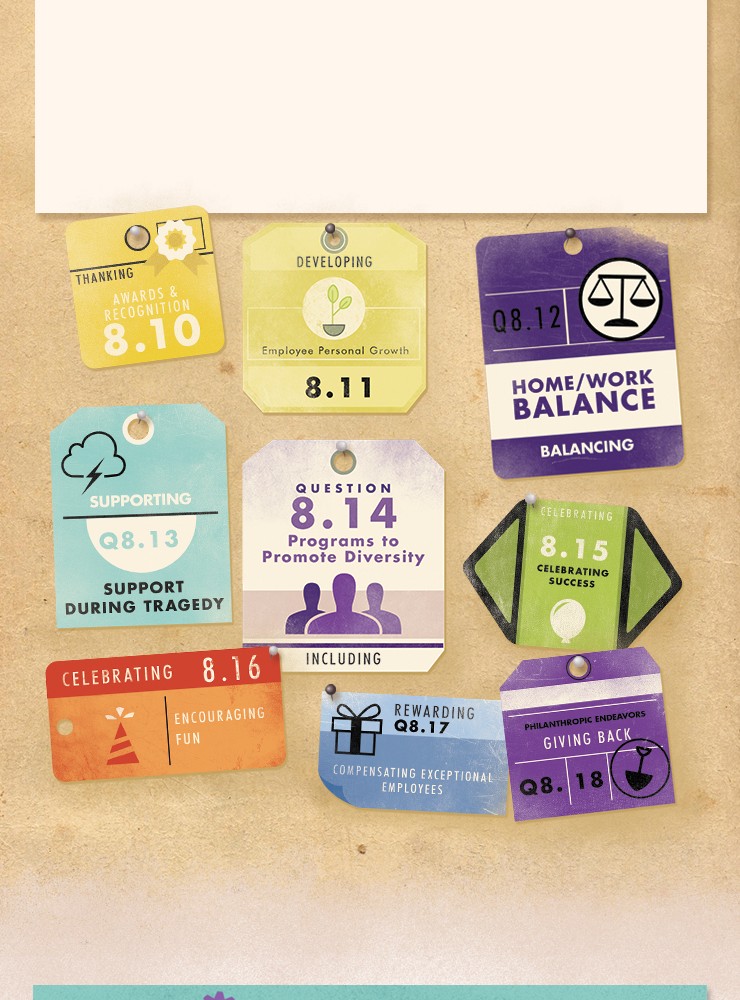 THANKING
AWARDS &
RECOGNITION
8.10
DEVELOPING
Employee Personal Growth
8.11
Q8.12
HOME/WORK
BALANCE
BALANCING
SUPPORTING
Q8.13
SUPPORT
DURING TRAGEDY
QUESTION
8.14
Programs to
Promote Diversity
INCLUDING
CELEBRATING
8.15
CELEBRATING
SUCCESS
CELEBRATING 8.16
ENCOURAGING
FUN
REWARDING
Q8.17
COMPENSATING EXCEPTIONAL
EMPLOYEES
PHILANTHROPIC ENDEAVORS
GIVING BACK
Q8. 18